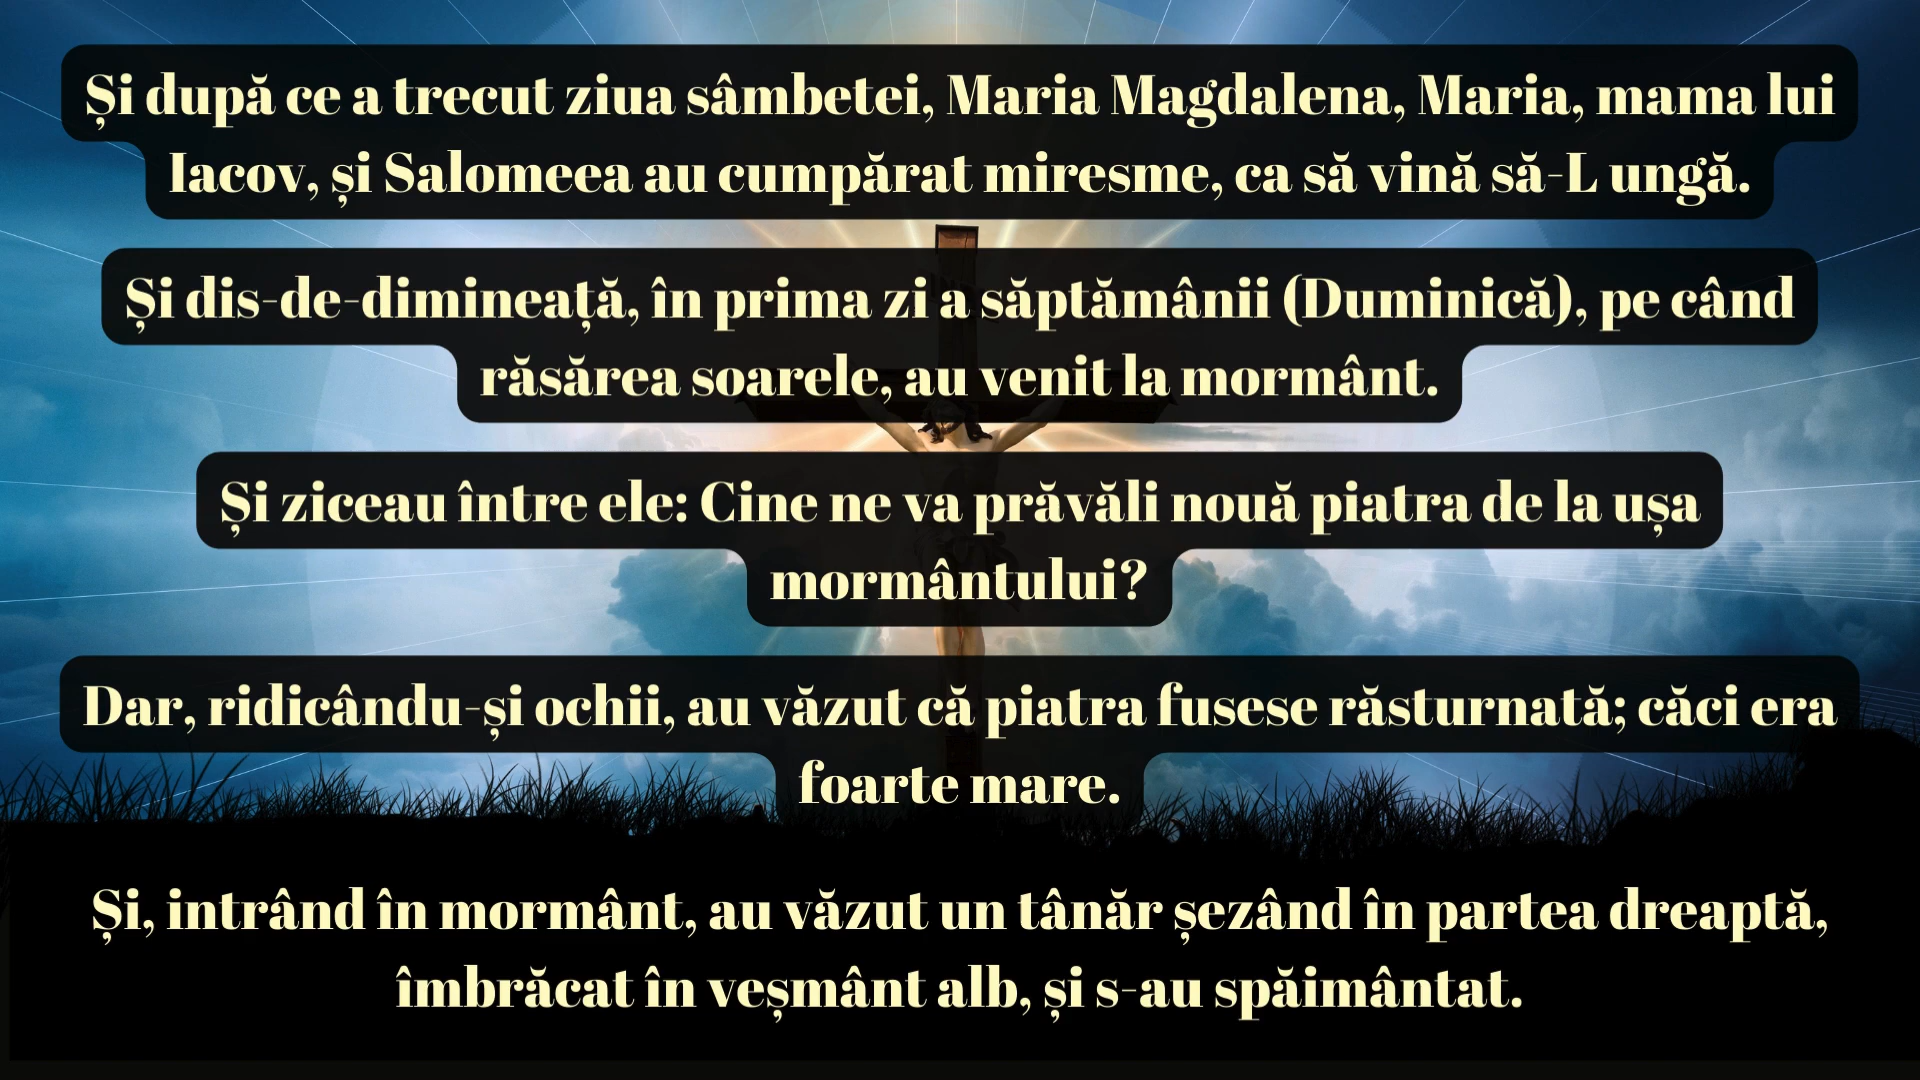 Și după ce a trecut ziua sâmbetei, Maria Magdalena, Maria, mama lui
Iacov, și Salomeea au cumpărat miresme, ca să vină să-L ungă.
Și dis-de-dimineață, în prima zi a săptămânii (Duminică), pe când
răsărea soarele, au venit la mormânt.
Și ziceau între ele: Cine ne va prăvăli nouă piatra de la ușa
mormântului?
Dar, ridicându-și ochii, au văzut că piatra fusese răsturnată; căci era
foarte mare.
Și, intrând în mormânt, au văzut un tânăr șezând în partea dreaptă,
îmbrăcat în veșmânt alb, și s-au spăimântat.